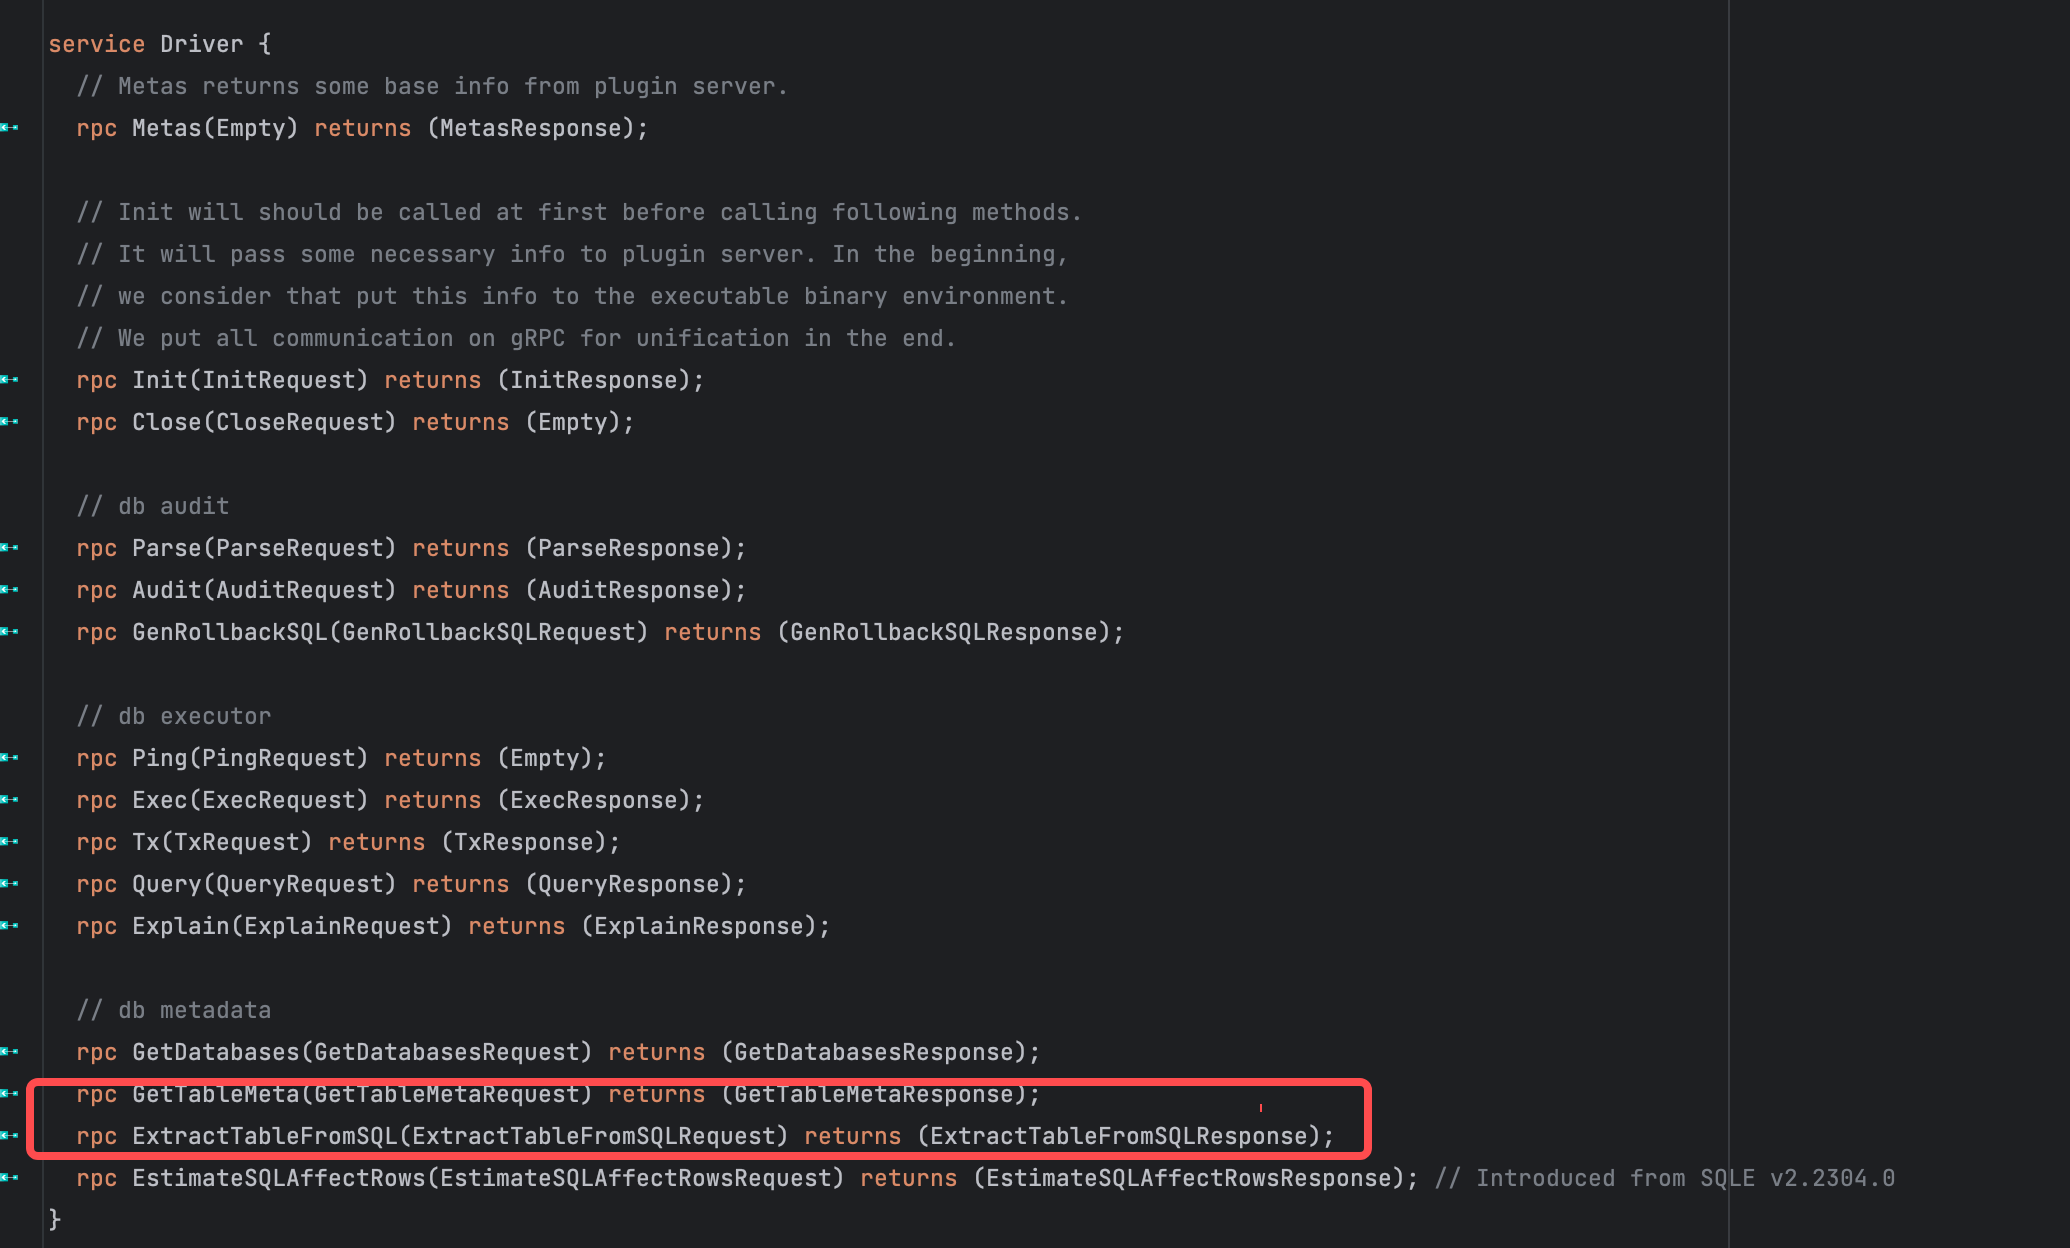 service Driver {
// Metas returns some base info from plugin server.
rpc Metas(Empty) returns (MetasResponse);
// Init will should be called at first before calling following methods.
// It will pass some necessary info to plugin server. In the beginning,
// we consider that put this info to the executable binary environment.
// We put all communication on gRPC for unification in the end.
rpc Init(InitRequest) returns (InitResponse);
rpc Close(CloseRequest) returns (Empty);
// db audit
rpc Parse(ParseRequest) returns (ParseResponse);
rpc Audit(AuditRequest) returns (AuditResponse);
rpc GenRollbackSQL(GenRollbackSQLRequest) returns (GenRollbackSQLResponse);
// db executor
rpc Ping(PingRequest) returns (Empty);
rpc Exec(ExecRequest) returns (ExecResponse);
rpc Tx(TxRequest) returns (TxResponse);
rpc Query(QueryRequest) returns (QueryResponse);
rpc Explain(ExplainRequest) returns (ExplainResponse);
// db metadata
rpc GetDatabases(GetDatabasesRequest) returns (GetDatabasesResponse);
rpc GetTableMeta(GetTableMetaRequest) returns (GetTableMetaResponse);
rpc ExtractTableFromSQL(ExtractTableFromSQLRequest) returns (ExtractTableFromSQLResponse);
rpc EstimateSQLAffectRows(EstimateSQLAffectRowsRequest) returns (EstimateSQLAffectRowsResponse); // Introduced from SQLE v2.2304.0
}